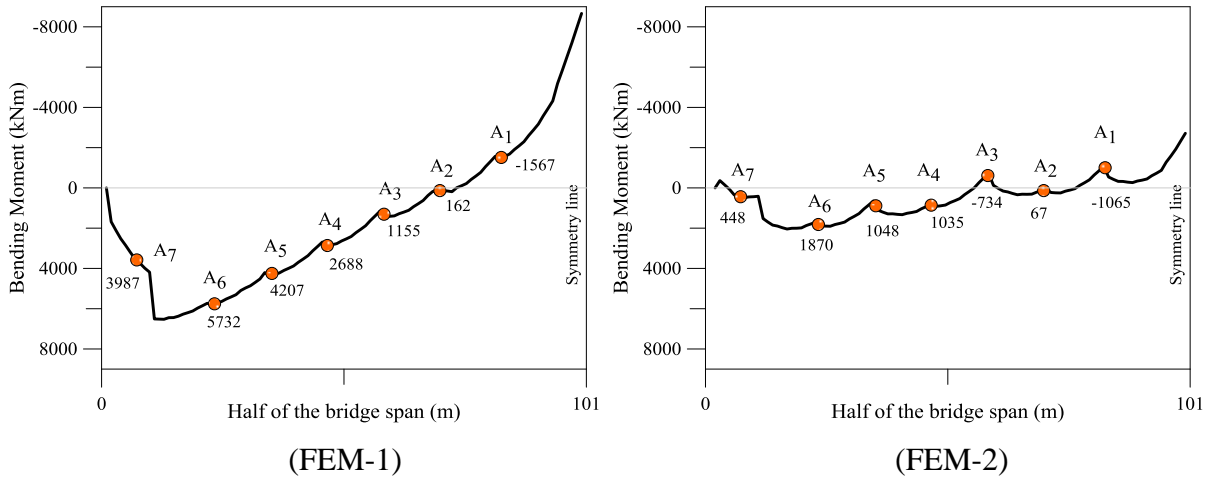 -8000
-4000
0
4000
8000
Bending Moment (kNm)
A1
-1567
A2
162
A3
1155
A4
2688
A5
4207
A6
5732
A7
3987
Symmetry line
0
101
Half of the bridge span (m)
(FEM-1)
-8000
-4000
0
4000
8000
Bending Moment (kNm)
A1
-1065
A2
67
A3
-734
A4
1035
A5
1048
A6
1870
A7
448
Symmetry line
0
101
Half of the bridge span (m)
(FEM-2)